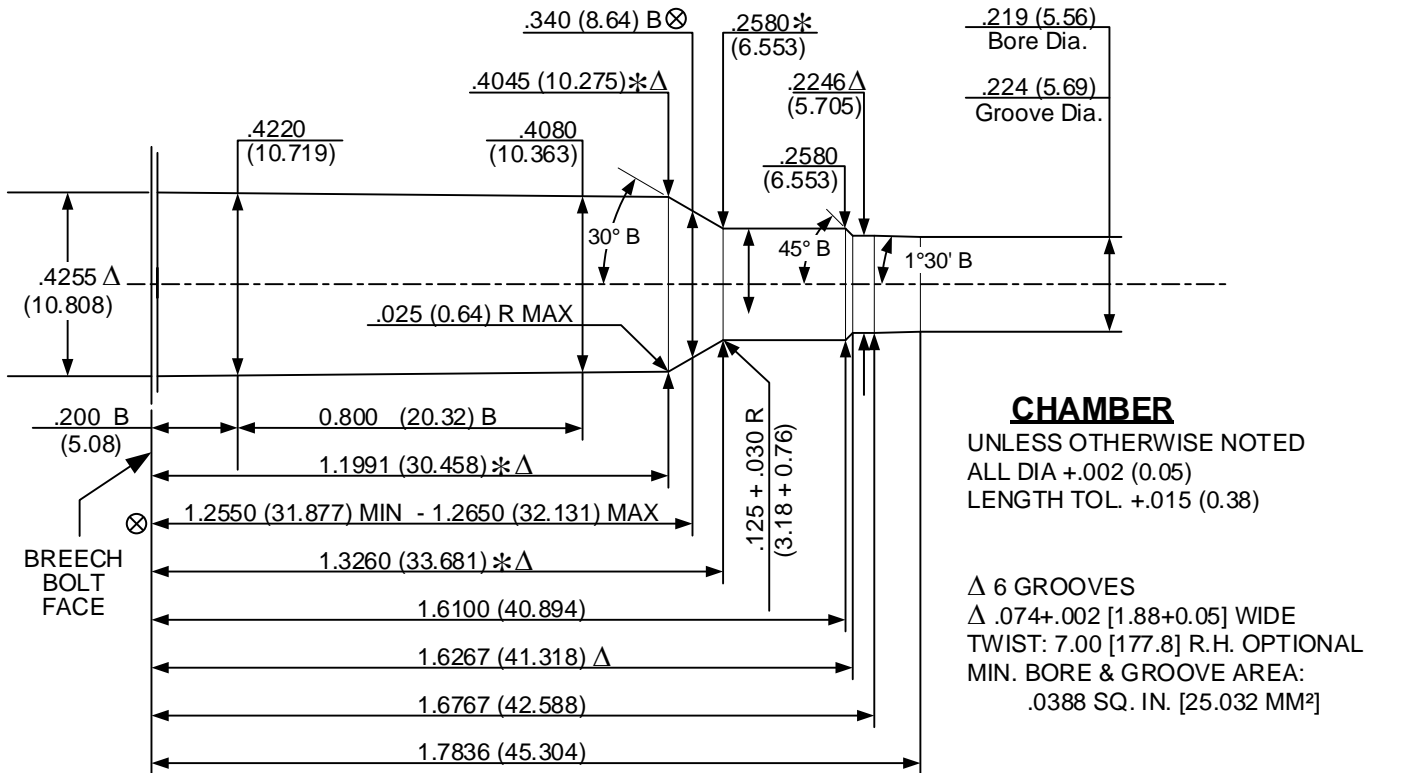 .340 (8.64) B⊗
.2580✻
(6.553)
.219 (5.56)
Bore Dia.
.4045 (10.275)✻Δ
.2246Δ
(5.705)
.224 (5.69)
Groove Dia.
.4220
(10.719)
.4080
(10.363)
.2580
(6.553)
30° B
45° B
1°30' B
.4255 Δ
(10.808)
.025 (0.64) R MAX
.200 B
(5.08)
0.800 (20.32) B
1.1991 (30.458)✻Δ
⊗ 1.2550 (31.877) MIN - 1.2650 (32.131) MAX
.125 + .030 R
(3.18 + 0.76)
BREECH
BOLT
FACE
1.3260 (33.681)✻Δ
1.6100 (40.894)
1.6267 (41.318) Δ
1.6767 (42.588)
1.7836 (45.304)
CHAMBER
UNLESS OTHERWISE NOTED
ALL DIA +.002 (0.05)
LENGTH TOL. +.015 (0.38)
Δ 6 GROOVES
Δ .074+.002 [1.88+0.05] WIDE
TWIST: 7.00 [177.8] R.H. OPTIONAL
MIN. BORE & GROOVE AREA:
.0388 SQ. IN. [25.032 MM²]